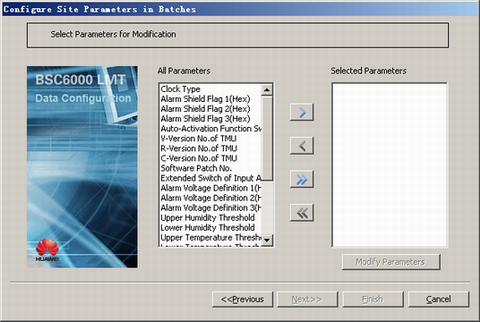 Configure Site Parameters in Batches
Select Parameters for Modification
BSC6000 LMT
Data Configuration
HUAWEI
All Parameters
Clock Type
Alarm Shield Flag 1(Hex)
Alarm Shield Flag 2(Hex)
Alarm Shield Flag 3(Hex)
Auto-Activation Function Sw
V-Version No.of TMU
R-Version No.of TMU
C-Version No.of TMU
Software Patch No.
Extended Switch of Input A
Alarm Voltage Definition 1(H
Alarm Voltage Definition 2(H
Alarm Voltage Definition 3(H
Upper Humidity Threshold
Lower Humidity Threshold
Upper Temperature Thresho
Lower Temperature Thresho
Selected Parameters
Modify Parameters
<<Previous
Next>>
Finish
Cancel